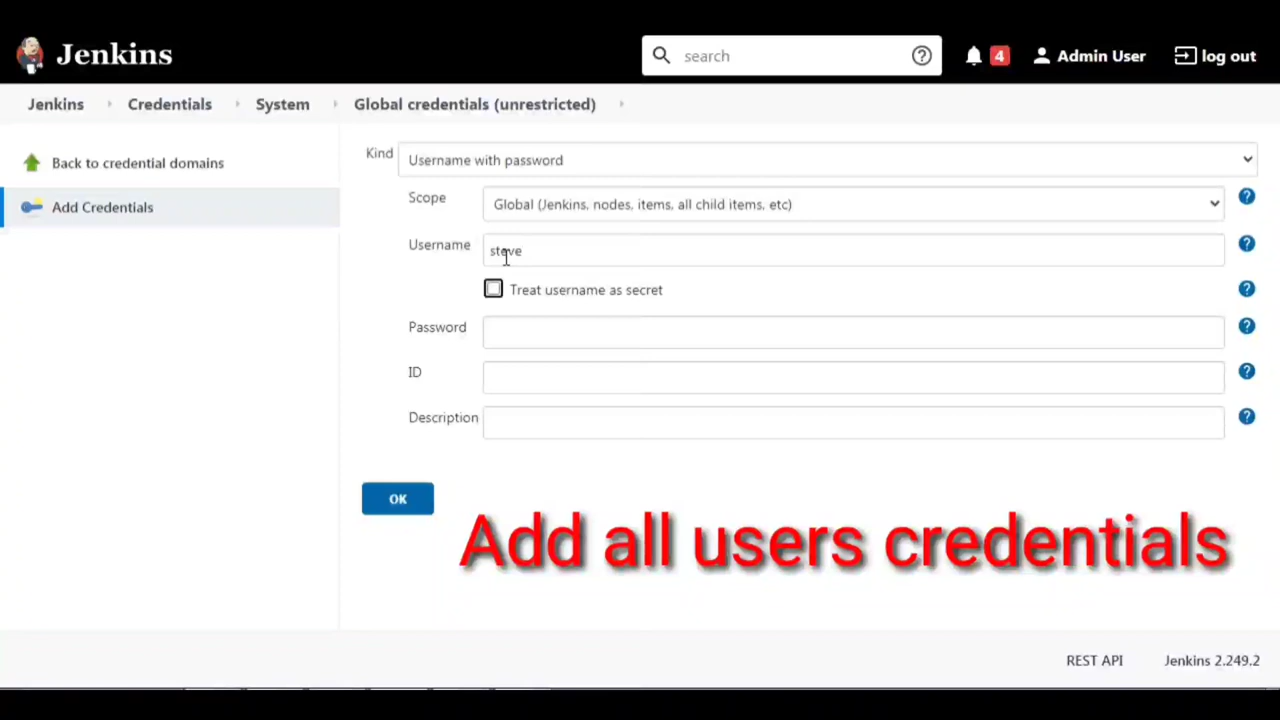 Jenkins
search
4
Admin User
log out
Jenkins
Credentials
System
Global credentials (unrestricted)
Back to credential domains
Add Credentials
Kind
Username with password
Scope
Global (Jenkins, nodes, items, all child items, etc)
Username
steve
Treat username as secret
Password
ID
Description
OK
Add all users credentials
REST API
Jenkins 2.249.2